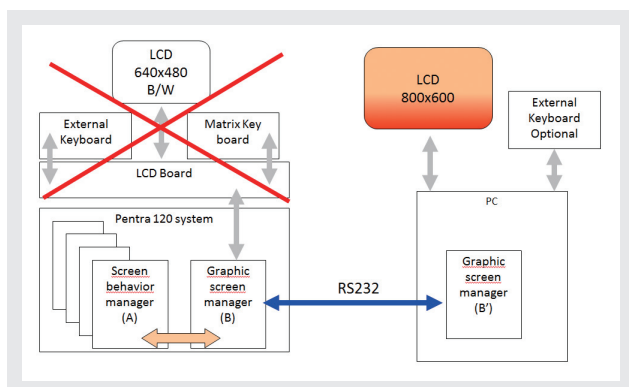 LCD
640x480
B/W
External
Keyboard
Matrix Key
board
LCD Board
Pentra 120 system
Screen
behavior
manager
(A)
Graphic
screen
manager
(B)
RS232
LCD
800x600
External
Keyboard
Optional
PC
Graphic
screen
manager
(B’)